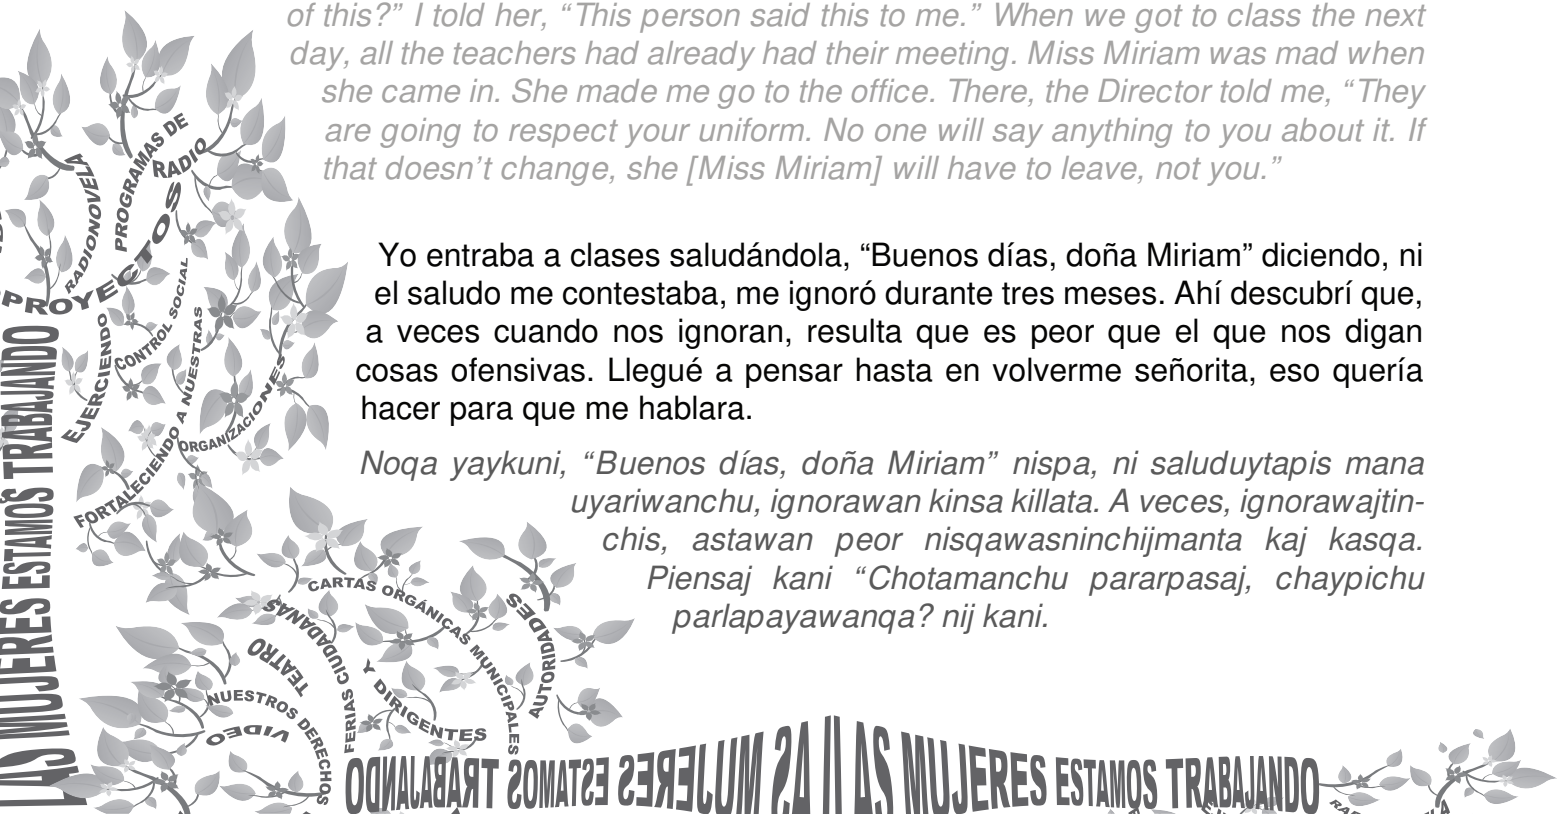 of this?” I told her, “This person said this to me.” When we got to class the next
day, all the teachers had already had their meeting. Miss Miriam was mad when
she came in. She made me go to the office. There, the Director told me, “They
are going to respect your uniform. No one will say anything to you about it. If
that doesn’t change, she [Miss Miriam] will have to leave, not you.”
Yo entraba a clases saludándola, “Buenos días, doña Miriam” diciendo, ni
el saludo me contestaba, me ignoró durante tres meses. Ahí descubrí que,
a veces cuando nos ignoran, resulta que es peor que el que nos digan
cosas ofensivas. Llegué a pensar hasta en volverme señorita, eso quería
hacer para que me hablara.
Noqa yaykuni, “Buenos días, doña Miriam” nispa, ni saluduytapis mana
uyariwanchu, ignorawan kinsa killata. A veces, ignorawajtin-
chis, astawan peor nisqawasninchijmanta kaj kasqa.
Piensaj kani “Chotamanchu pararpasaj, chaypichu
parlapayawanqa? nij kani.
PROGRAMAS DE
RADIO
RADIONOVELA
PROYECTOS
EJERCIENDO
CONTROL SOCIAL
FORTALECIENDO A NUESTRAS
ORGANIZACIONES
LAS MUJERES ESTAMOS TRABAJANDO
CARTAS ORGÁNICAS MUNICIPALES
Y DIRIGENTES
AUTORIDADES
FERIAS CIUDADANAS
TEATRO
NUESTROS DERECHOS
VIDEO
LAS MUJERES ESTAMOS TRABAJANDO
LAS MUJERES ESTAMOS TRABAJANDO